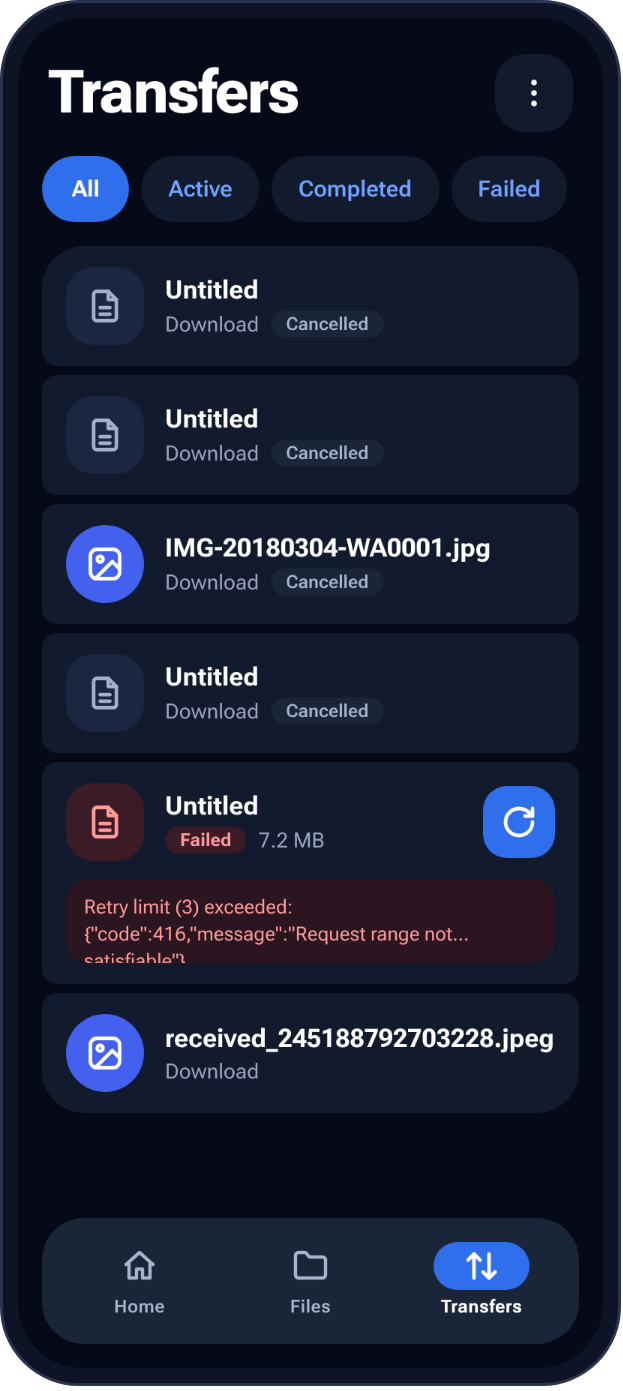 Transfers
All
Active
Completed
Failed
Untitled
Download
Cancelled
Untitled
Download
Cancelled
IMG-20180304-WA0001.jpg
Download
Cancelled
Untitled
Download
Cancelled
Untitled
Failed
7.2 MB
Retry limit (3) exceeded:
{"code":416,"message":"Request range not...
satisfiable"}
received_245188792703228.jpeg
Download
Home
Files
Transfers